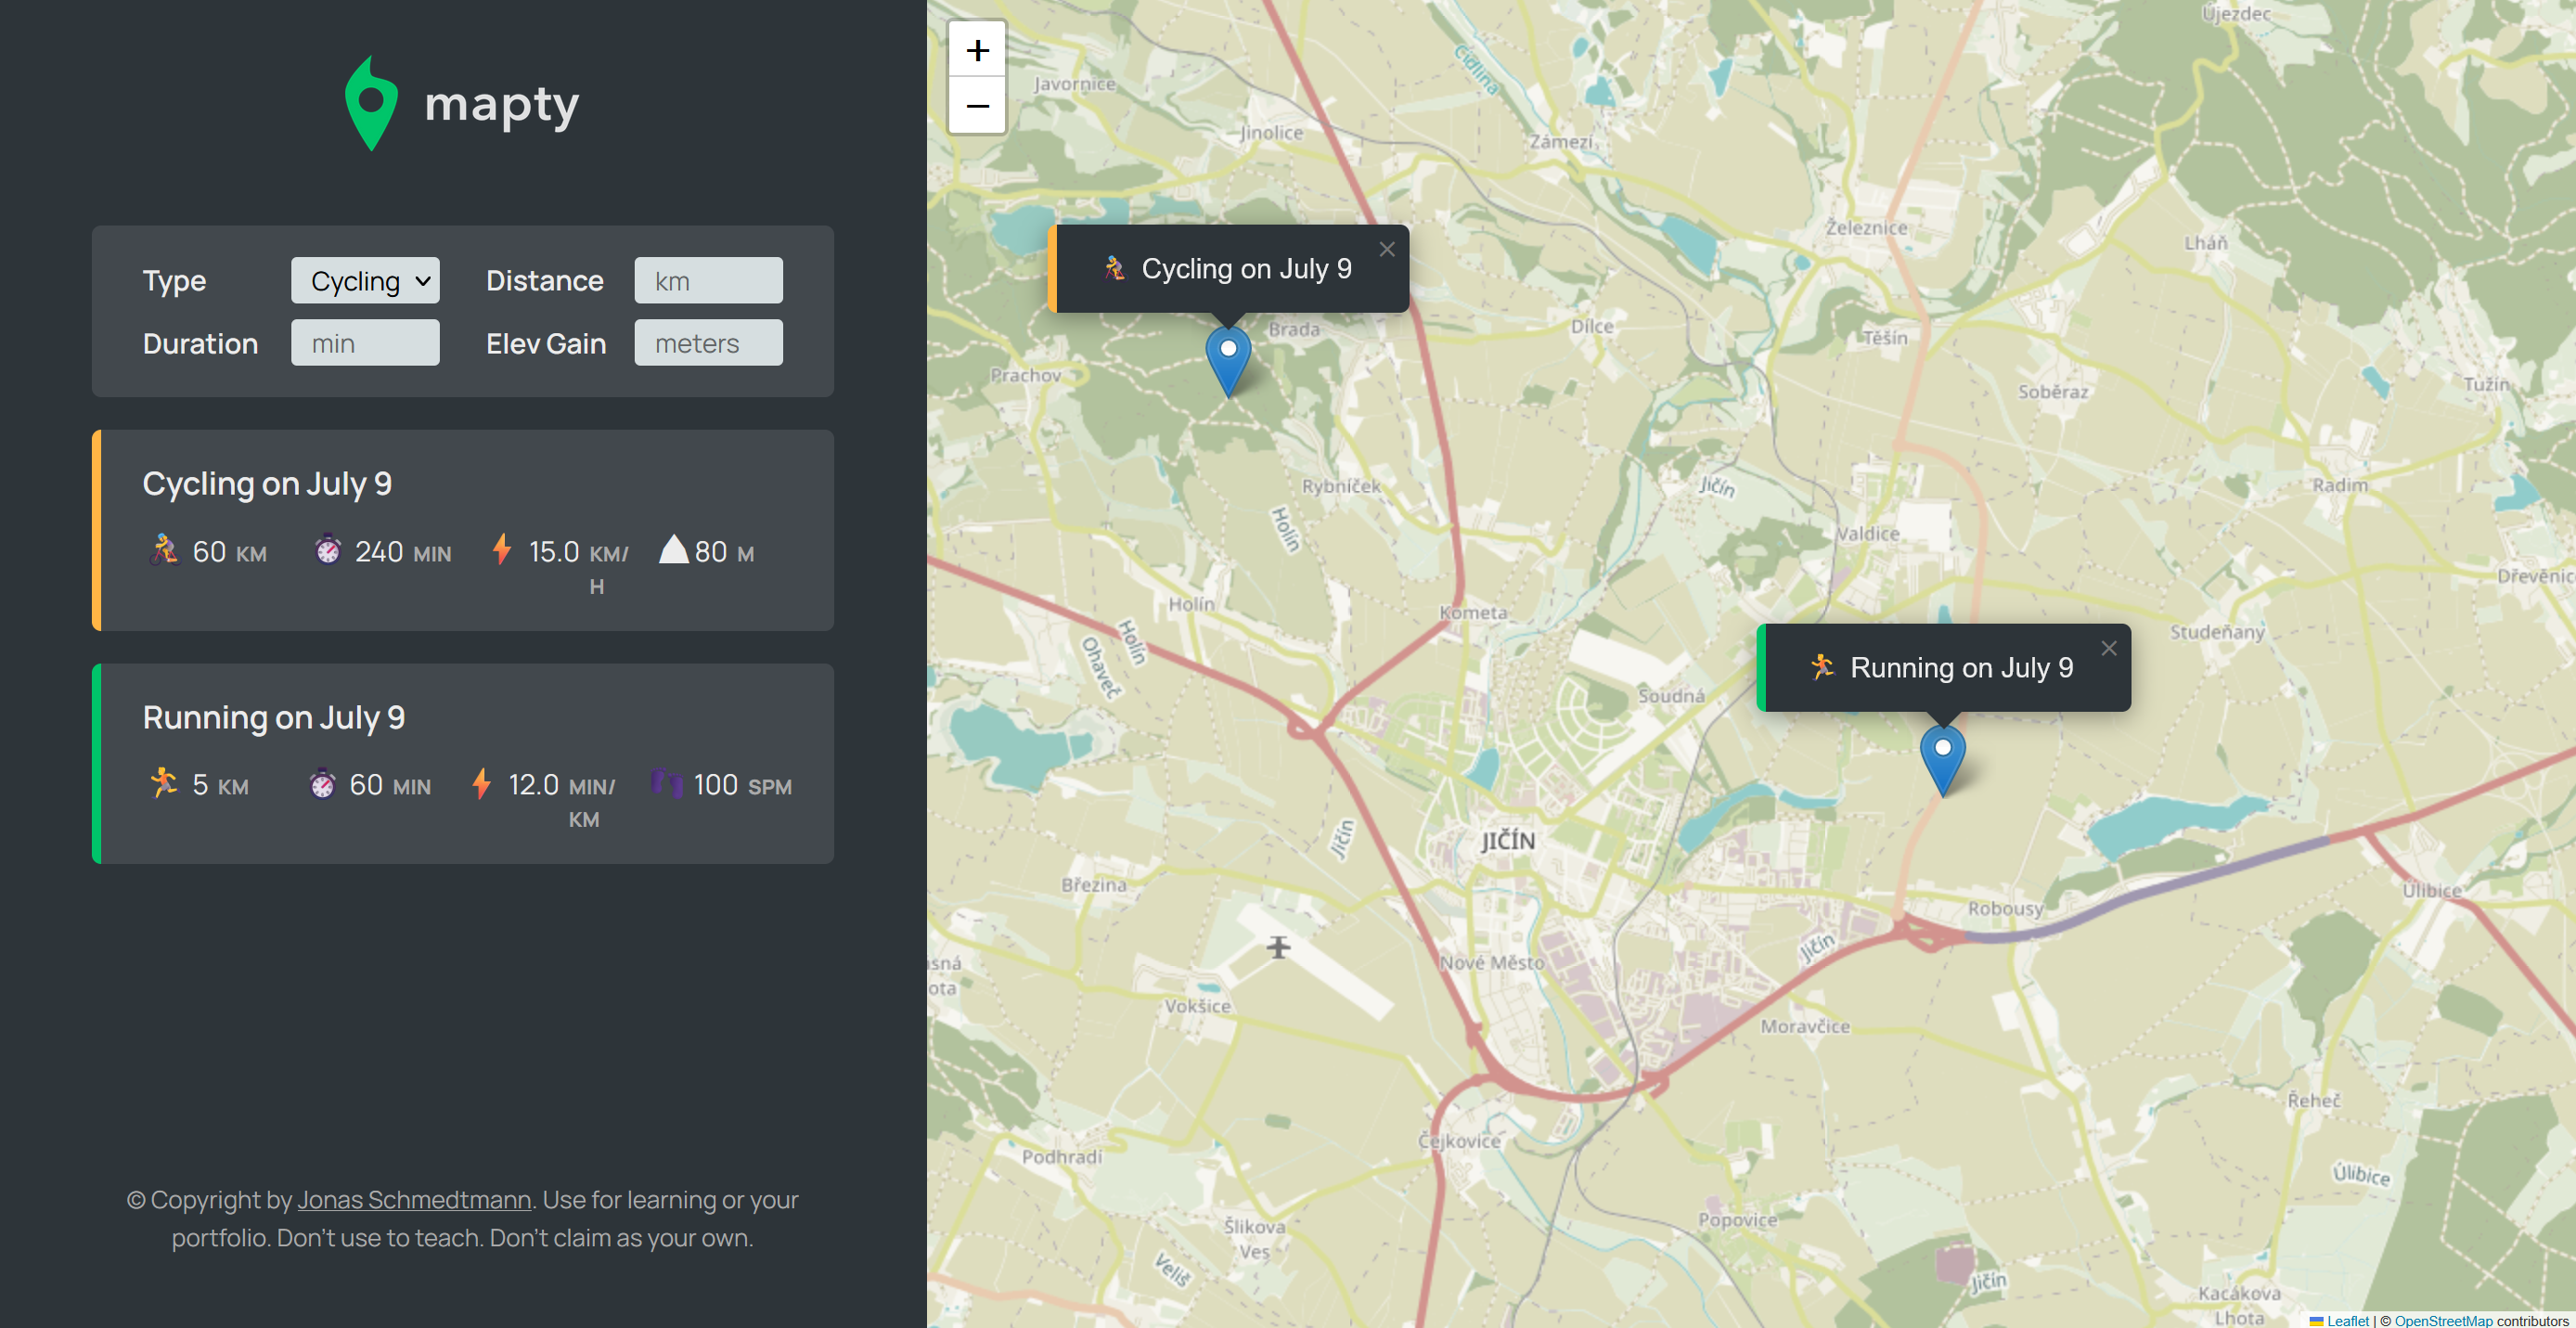 mapty
Type Cycling Distance km
Duration min Elev Gain meters
Cycling on July 9
60 KM 240 MIN 15.0 KM/ 80 M
H
Running on July 9
5 KM 60 MIN 12.0 MIN/ 100 SPM
KM
© Copyright by Jonas Schmedtmann. Use for learning or your
portfolio. Don't use to teach. Don't claim as your own.
+
−
Újezdec
Cidlina
Javornice
Jinolice
Zámezí
Železnice
Lháň
Cycling on July 9
×
Brada
Dílce
Těšín
Prachov
Soběraz
Tužín
Rybníček
Jičín
Radim
Holín
Valdice
Dřevěnic
Holín
Kometa
Holín
Ohaveč
Studeňany
Running on July 9
×
Soudná
Jičín
JIČÍN
Březina
Ulibice
Robousy
Jičín
asná
ota
Nové Město
Vokšice
Moravčice
Řeheč
Čejkovice
Podhradí
Úlibice
Popovice
Šlikova
Ves
Veliš
Jičín
Kacákova
Lhota
Leaflet | © OpenStreetMap contributors